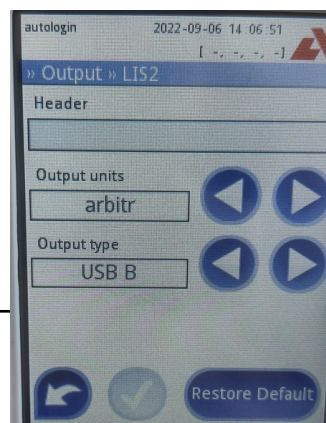 autologin 2022-09-06 14:06:51
[ -, -, -, -]
» Output » LIS2
Header
Output units
arbitr
Output type
USB B
Restore Default